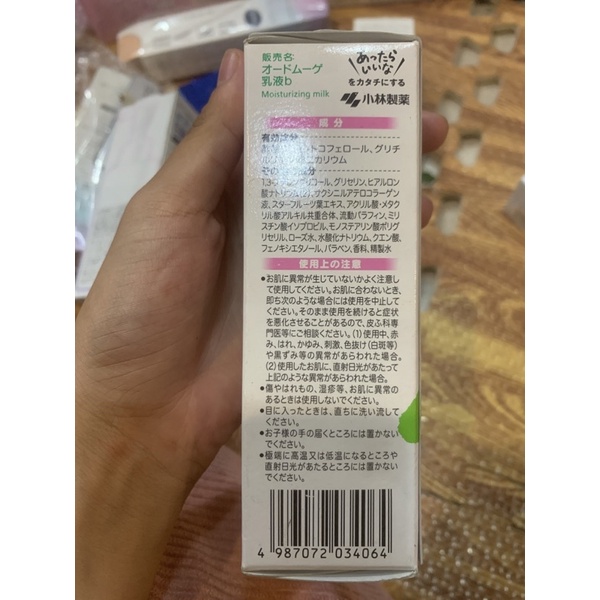 販売名:
オードムーゲ
乳液b
Moisturizing milk
あったら
いいな
をカタチにする
小林製薬
成分
有効成分
トコフェロール、グリチ
カリウム
成分
グリセリン、ヒアルロン
酸ナトリウム(2)、サクシニルアテロコラーゲン
液、スターフルーツ葉エキス、アクリル酸・メタク
リル酸アルキル共重合体、流動パラフィン、ミリ
スチン酸イソプロピル、モノステアリン酸ポリグ
リセリル、ローズ水、水酸化ナトリウム、クエン酸、
フェノキシエタノール、パラベン、香料、精製水
使用上の注意
●お肌に異常が生じていないかよく注意し
て使用してください。お肌に合わないとき、
即ち次のような場合には使用を中止して
ください。そのまま使用を続けると症状
を悪化させることがあるので、皮ふ科専
門医等にご相談ください。(1)使用中、赤
み、はれ、かゆみ、刺激、色抜け(白斑等)
や黒ずみ等の異常があらわれた場合。
(2)使用したお肌に、直射日光があたって
上記のような異常があらわれた場合。
●傷やはれもの、湿疹等、お肌に異常の
あるときは使用しないでください。
●目に入ったときは、直ちに洗い流して
ください。
●お子様の手の届くところには置かない
でください。
●極端に高温又は低温になるところや
直射日光があたるところには置かない
でください。
4 987072 034064